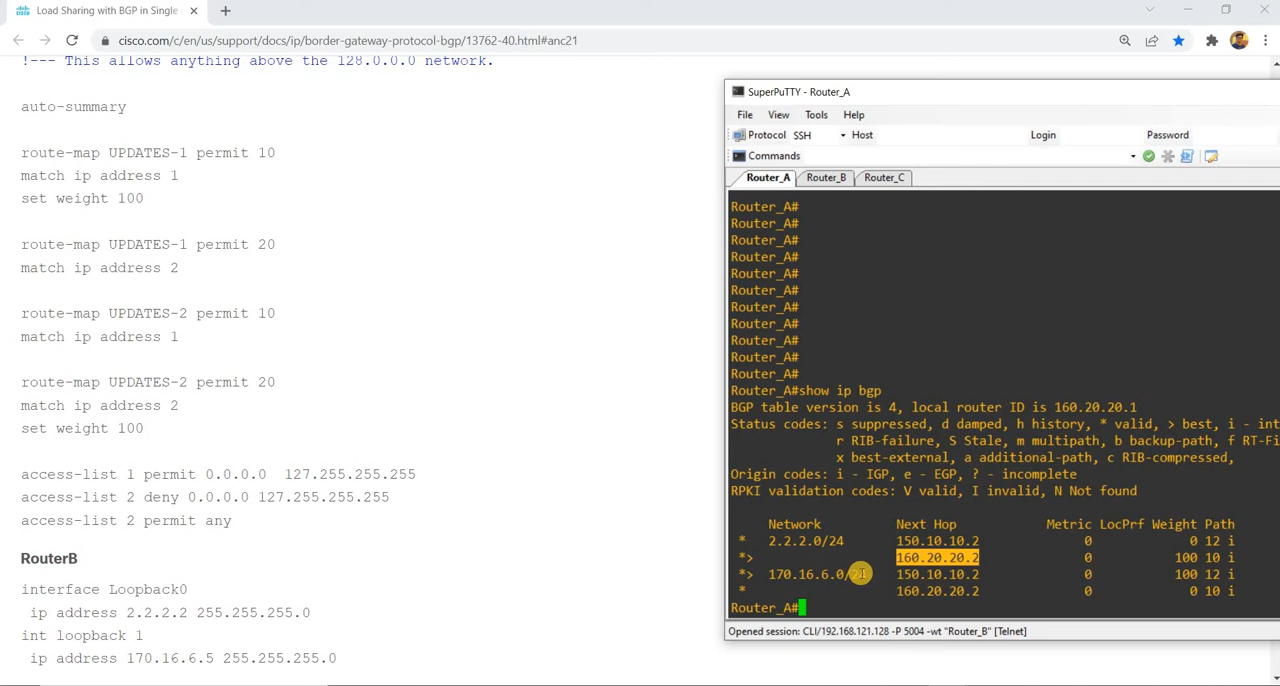 Load Sharing with BGP in Single
cisco.com/c/en/us/support/docs/ip/border-gateway-protocol-bgp/13762-40.html#anc21
!--- This allows anything above the 128.0.0.0 network.
auto-summary
route-map UPDATES-1 permit 10
match ip address 1
set weight 100
route-map UPDATES-1 permit 20
match ip address 2
route-map UPDATES-2 permit 10
match ip address 1
route-map UPDATES-2 permit 20
match ip address 2
set weight 100
access-list 1 permit 0.0.0.0  127.255.255.255
access-list 2 deny 0.0.0.0 127.255.255.255
access-list 2 permit any
RouterB
interface Loopback0
ip address 2.2.2.2 255.255.255.0
int loopback 1
ip address 170.16.6.5 255.255.255.0
SuperPuTTY - Router_A
File View Tools Help
Protocol SSH Host Login Password
Commands
Router_A Router_B Router_C
Router_A#
Router_A#
Router_A#
Router_A#
Router_A#
Router_A#
Router_A#
Router_A#
Router_A#
Router_A#
Router_A#
Router_A#show ip bgp
BGP table version is 4, local router ID is 160.20.20.1
Status codes: s suppressed, d damped, h history, * valid, > best, i - int
r RIB-failure, S Stale, m multipath, b backup-path, f RT-Fi
x best-external, a additional-path, c RIB-compressed,
Origin codes: i - IGP, e - EGP, ? - incomplete
RPKI validation codes: V valid, I invalid, N Not found
Network Next Hop Metric LocPrf Weight Path
* 2.2.2.0/24 150.10.10.2 0 0 12 i
*> 160.20.20.2 0 100 10 i
*> 170.16.6.0/ 150.10.10.2 0 100 12 i
* 160.20.20.2 0 0 10 i
Router_A#
Opened session: CLI/192.168.121.128 -P 5004 -wt "Router_B" [Telnet]